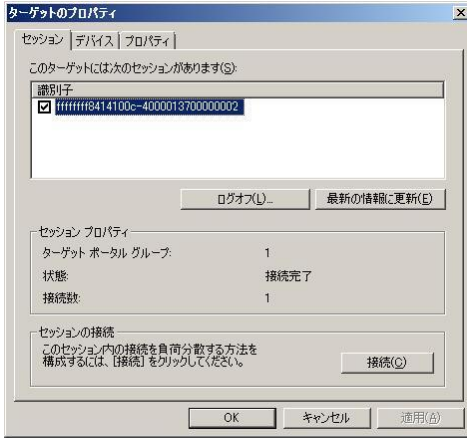 ターゲットのプロパティ
セッション デバイス プロパティ
このターゲットには次のセッションがあります(S):
識別子
ffffffff8414100c-4000013700000002
ログオフ(L)... 最新の情報に更新(E)
セッション プロパティ
ターゲット ポータル グループ: 1
状態: 接続完了
接続数: 1
セッションの接続
このセッション内の接続を負荷分散する方法を
構成するには、[接続] をクリックしてください。
接続(C)
OK キャンセル 適用(A)